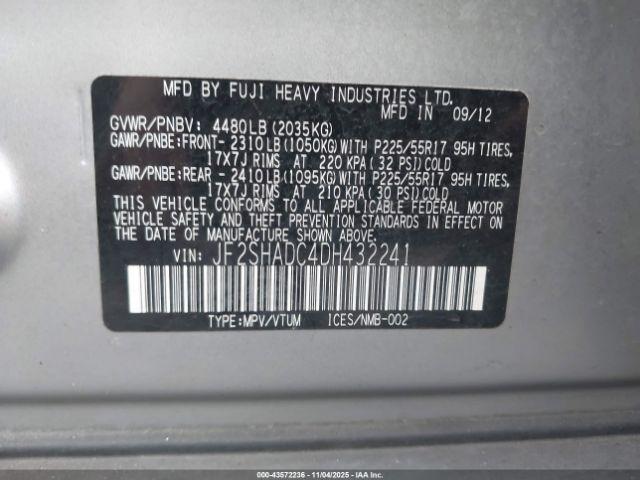 MFD BY FUJI HEAVY INDUSTRIES LTD.
MFD IN 09/12
GVWR/PNBV: 4480LB(2035KG)
GAWR/PNBE:FRONT-2310LB(1050KG)WITH P225/55R17 95H TIRES,
17X7J RIMS AT 220 KPA(32 PSI)COLD
GAWR/PNBE:REAR -2410LB(1095KG)WITH P225/55R17 95H TIRES,
17X7J RIMS AT 210 KPA(30 PSI)COLD
THIS VEHICLE CONFORMS TO ALL APPLICABLE FEDERAL MOTOR
VEHICLE SAFETY AND THEFT PREVENTION STANDARDS IN EFFECT ON
THE DATE OF MANUFACTURE SHOWN ABOVE.
VIN: JF2SHADC4DH432241
TYPE:MPV/VTUM ICES/NMB-002
000-43572236 - 11/04/2025 - IAAI.COM